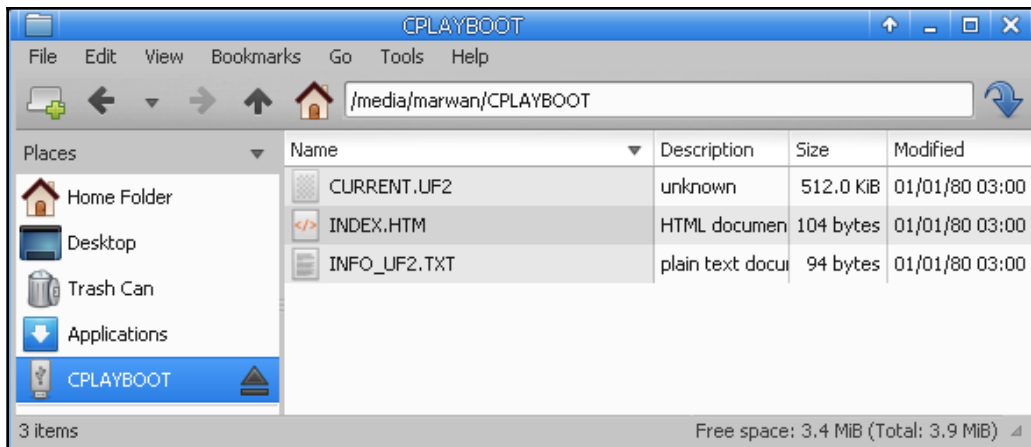 CPLAYBOOT
File Edit View Bookmarks Go Tools Help
/media/marwan/CPLAYBOOT
Places
Name Description Size Modified
Home Folder
Desktop
Trash Can
Applications
CPLAYBOOT
CURRENT.UF2 unknown 512.0 KiB 01/01/80 03:00
INDEX.HTM HTML documen 104 bytes 01/01/80 03:00
INFO_UF2.TXT plain text docu 94 bytes 01/01/80 03:00
3 items
Free space: 3.4 MiB (Total: 3.9 MiB)